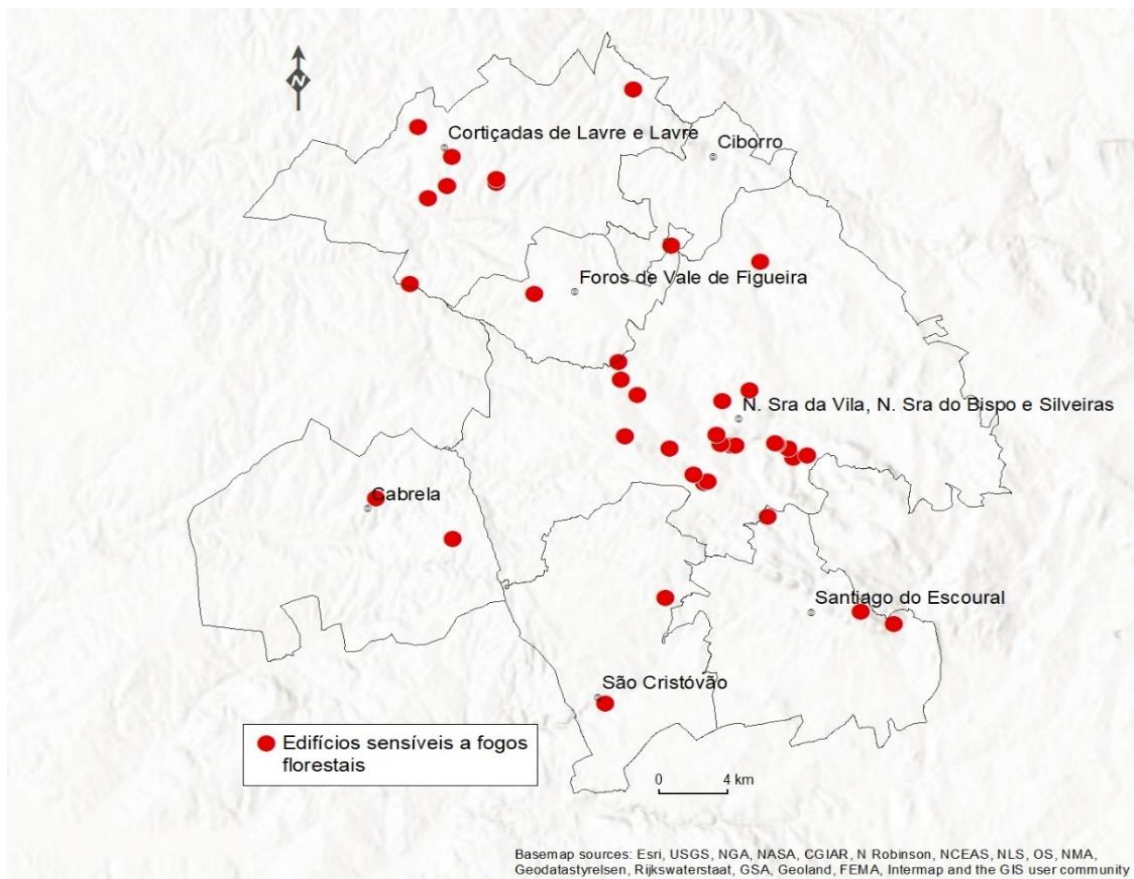 N
Cortiçadas de Lavre e Lavre
Ciborro
Foros de Vale de Figueira
N. Sra da Vila, N. Sra do Bispo e Silveiras
Cabrela
Santiago do Escoural
São Cristóvão
Edifícios sensíveis a fogos
florestais
0 4 km
Basemap sources: Esri, USGS, NGA, NASA, CGIAR, N Robinson, NCEAS, NLS, OS, NMA,
Geodatastyrelsen, Rijkswaterstaat, GSA, Geoland, FEMA, Intermap and the GIS user community